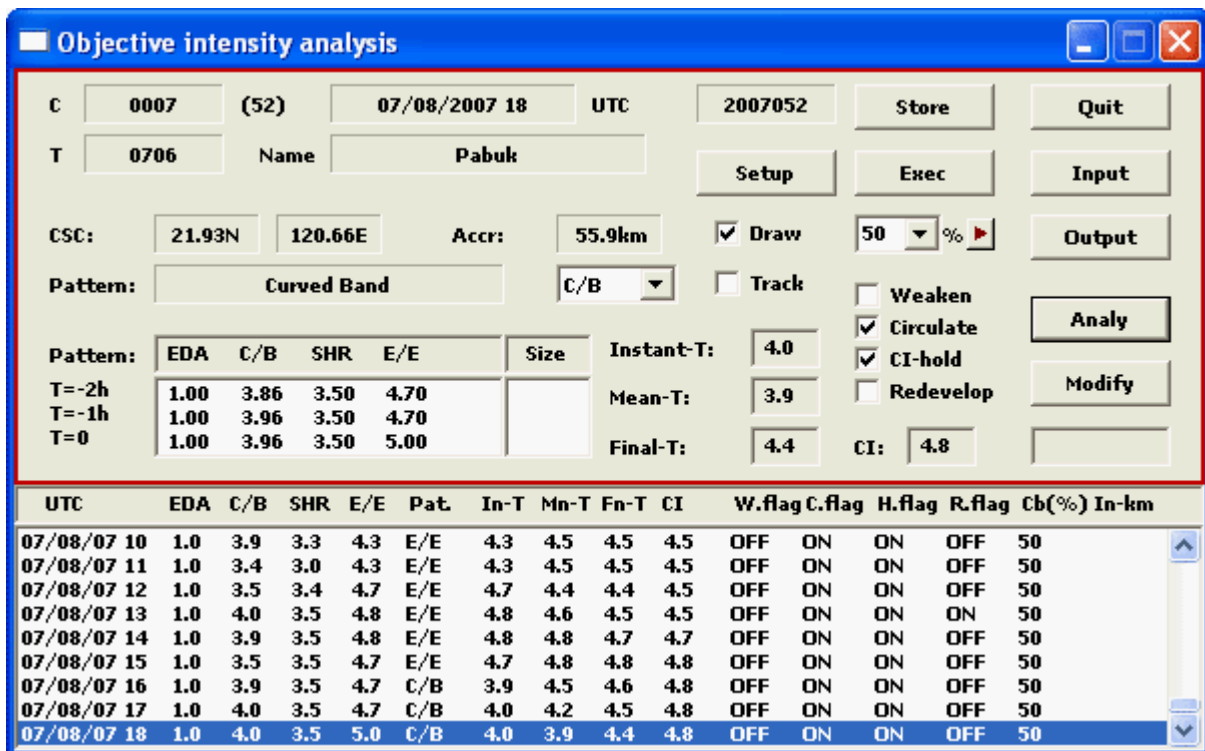 Objective intensity analysis
C 0007 (52) 07/08/2007 18 UTC 2007052 Store Quit
T 0706 Name Pabuk Setup Exec Input
CSC: 21.93N 120.66E Accr: 55.9km Draw 50 % Output
Pattern: Curved Band C/B Track Weaken
Circulate Analy
Pattern: EDA C/B SHR E/E Size Instant-T: 4.0 CI-hold
T=-2h 1.00 3.86 3.50 4.70 Mean-T: 3.9 Redevelop Modify
T=-1h 1.00 3.96 3.50 4.70
T=0 1.00 3.96 3.50 5.00 Final-T: 4.4 CI: 4.8
UTC EDA C/B SHR E/E Pat. In-T Mn-T Fn-T CI W.flag C.flag H.flag R.flag Cb(%) In-km
07/08/07 10 1.0 3.9 3.3 4.3 E/E 4.3 4.5 4.5 4.5 OFF ON ON OFF 50
07/08/07 11 1.0 3.4 3.0 4.3 E/E 4.3 4.5 4.5 4.5 OFF ON ON OFF 50
07/08/07 12 1.0 3.5 3.4 4.7 E/E 4.7 4.4 4.4 4.5 OFF ON ON OFF 50
07/08/07 13 1.0 4.0 3.5 4.8 E/E 4.8 4.6 4.5 4.5 OFF ON ON ON 50
07/08/07 14 1.0 3.9 3.5 4.8 E/E 4.8 4.8 4.7 4.7 OFF ON ON OFF 50
07/08/07 15 1.0 3.5 3.5 4.7 E/E 4.7 4.8 4.8 4.8 OFF ON ON OFF 50
07/08/07 16 1.0 3.9 3.5 4.7 C/B 3.9 4.5 4.6 4.8 OFF ON ON OFF 50
07/08/07 17 1.0 4.0 3.5 4.7 C/B 4.0 4.2 4.5 4.8 OFF ON ON OFF 50
07/08/07 18 1.0 4.0 3.5 5.0 C/B 4.0 3.9 4.4 4.8 OFF ON ON OFF 50